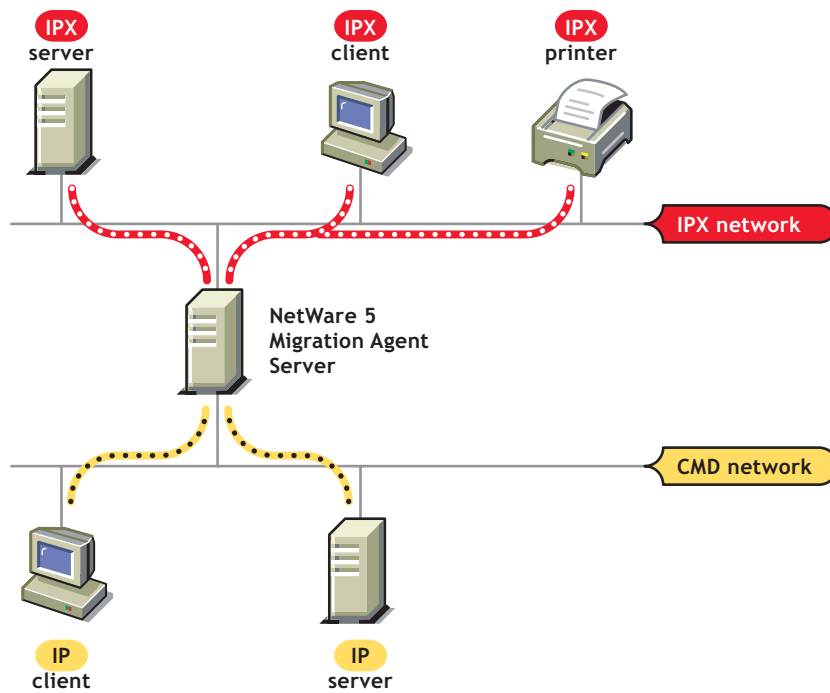 IPX
server
IPX
client
IPX
printer
IPX network
NetWare 5
Migration Agent
Server
CMD network
IP
client
IP
server